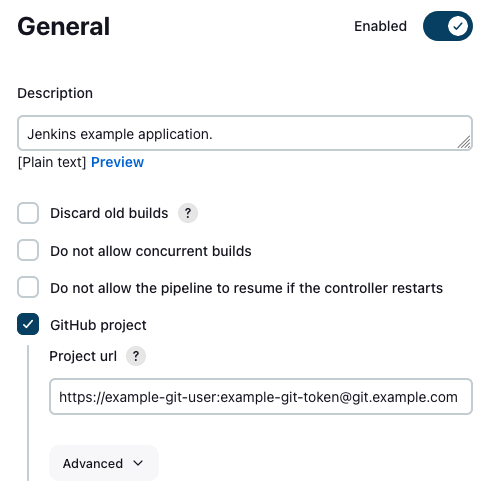 General
Enabled
Description
Jenkins example application.
[Plain text] Preview
Discard old builds ?
Do not allow concurrent builds
Do not allow the pipeline to resume if the controller restarts
GitHub project
Project url ?
https://example-git-user:example-git-token@git.example.com
Advanced